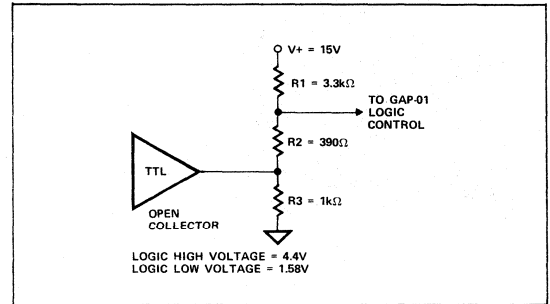 V+ = 15V
R1 = 3.3kΩ
TO GAP-01
LOGIC
CONTROL
R2 = 390Ω
TTL
R3 = 1kΩ
OPEN
COLLECTOR
LOGIC HIGH VOLTAGE = 4.4V
LOGIC LOW VOLTAGE = 1.58V